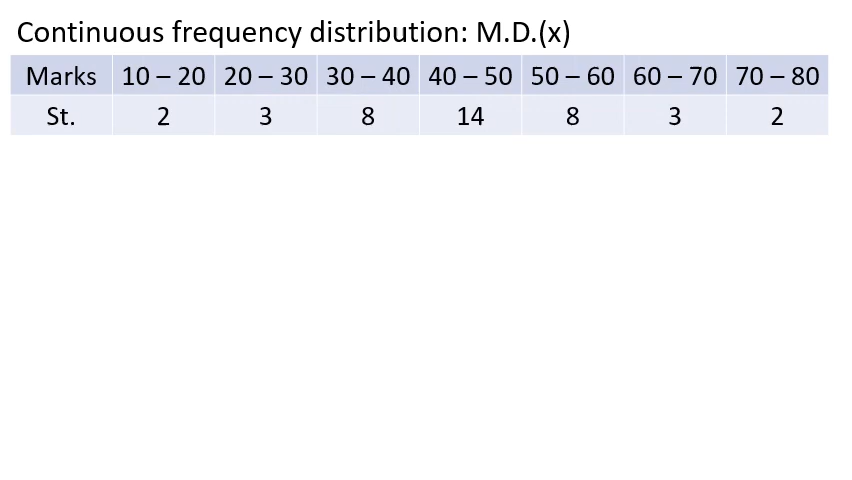 Continuous frequency distribution: M.D.(x)
Marks 10 – 20 20 – 30 30 – 40 40 – 50 50 – 60 60 – 70 70 – 80
St. 2 3 8 14 8 3 2